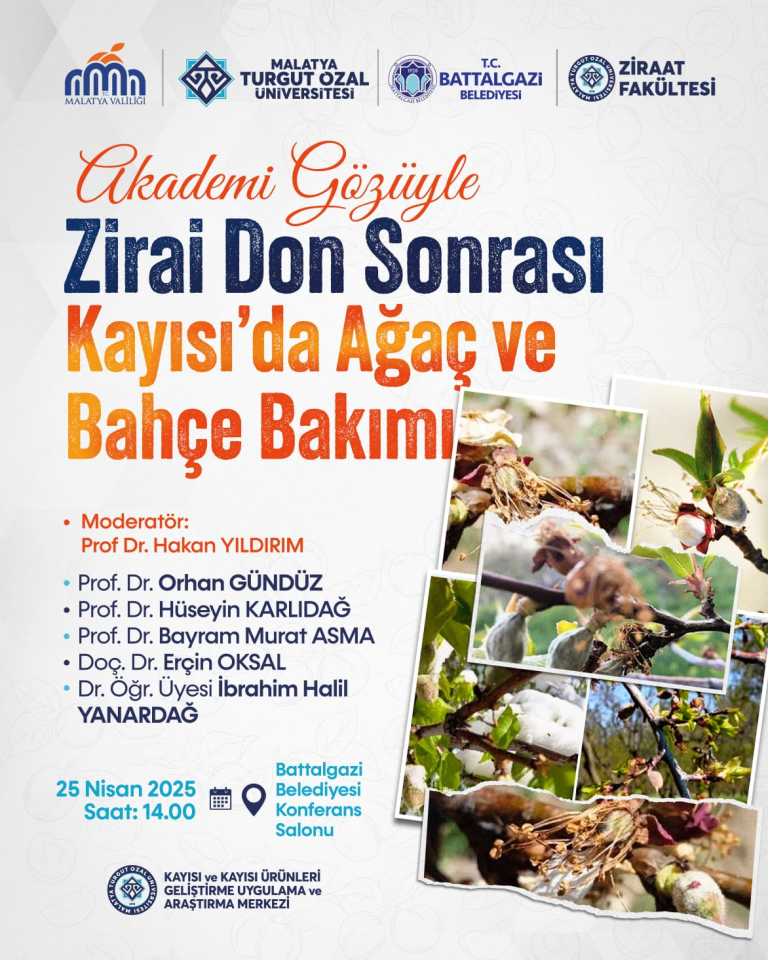 T.C.
MALATYA VALİLİĞİ
MALATYA
TURGUT ÖZAL
ÜNİVERSİTESİ
T.C.
BATTALGAZİ
BELEDİYESİ
ZİRAAT
FAKÜLTESİ
Akademi Gözüyle
Zirai Don Sonrası
Kayısı'da Ağaç ve
Bahçe Bakımı
• Moderatör:
Prof Dr. Hakan YILDIRIM
• Prof. Dr. Orhan GÜNDÜZ
• Prof. Dr. Hüseyin KARLIDAĞ
• Prof. Dr. Bayram Murat ASMA
• Doç. Dr. Erçin OKSAL
• Dr. Öğr. Üyesi İbrahim Halil
YANARDAĞ
25 Nisan 2025
Saat: 14.00
Battalgazi
Belediyesi
Konferans
Salonu
KAYISI ve KAYISI ÜRÜNLERİ
GELİŞTİRME UYGULAMA ve
ARAŞTIRMA MERKEZİ